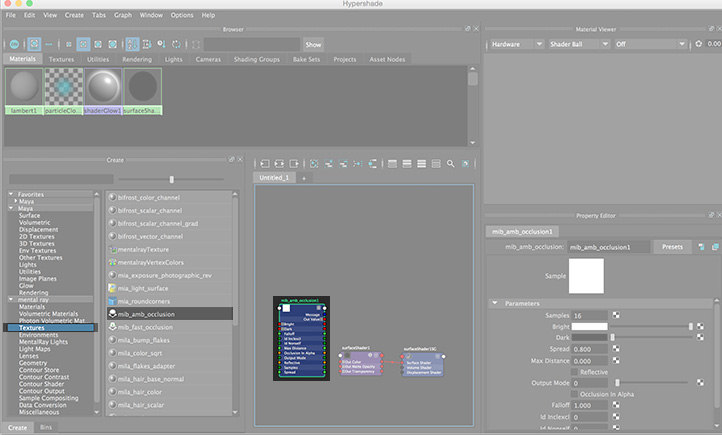 Hypershade
File Edit View Create Tabs Graph Window Options Help
Browser
Show
Materials Textures Utilities Rendering Lights Cameras Shading Groups Bake Sets Projects Asset Nodes
lambert1 particleClo... shaderGlow1 surfaceSha...
Material Viewer
Hardware Shader Ball Off 0.00
Create
Favorites
Maya
Maya
Surface
Volumetric
Displacement
2D Textures
3D Textures
Env Textures
Other Textures
Lights
Utilities
Image Planes
Glow
Rendering
mental ray
Materials
Volumetric Materials
Photon Volumetric Mat
Textures
Environments
MentalRay Lights
Light Maps
Lenses
Geometry
Contour Store
Contour Contrast
Contour Shader
Contour Output
Sample Compositing
Data Conversion
Miscellaneous
bifrost_color_channel
bifrost_scalar_channel
bifrost_scalar_channel_grad
bifrost_vector_channel
mentalrayTexture
mentalrayVertexColors
mia_exposure_photographic_rev
mia_light_surface
mia_roundcorners
mib_amb_occlusion
mib_fast_occlusion
mila_bump_flakes
mila_color_sqrt
mila_flakes_adapter
mila_hair_base_normal
mila_hair_color
mila_hair_scalar
Create Bins
Untitled_1 +
mib_amb_occlusion1
Message
Out Value
Bright
Dark
Falloff
Id Inclexcl
Id Nonself
Max Distance
Occlusion In Alpha
Output Mode
Reflective
Samples
Spread
surfaceShader1
Out Color
Out Matte Opacity
Out Transparency
surfaceShader1SG
Surface Shader
Volume Shader
Displacement Shader
Property Editor
mib_amb_occlusion1
mib_amb_occlusion: mib_amb_occlusion1 Presets
Sample
Parameters
Samples 16
Bright
Dark
Spread 0.800
Max Distance 0.000
Reflective
Output Mode 0
Occlusion In Alpha
Falloff 1.000
Id Inclexcl 0
Id Nonself 0